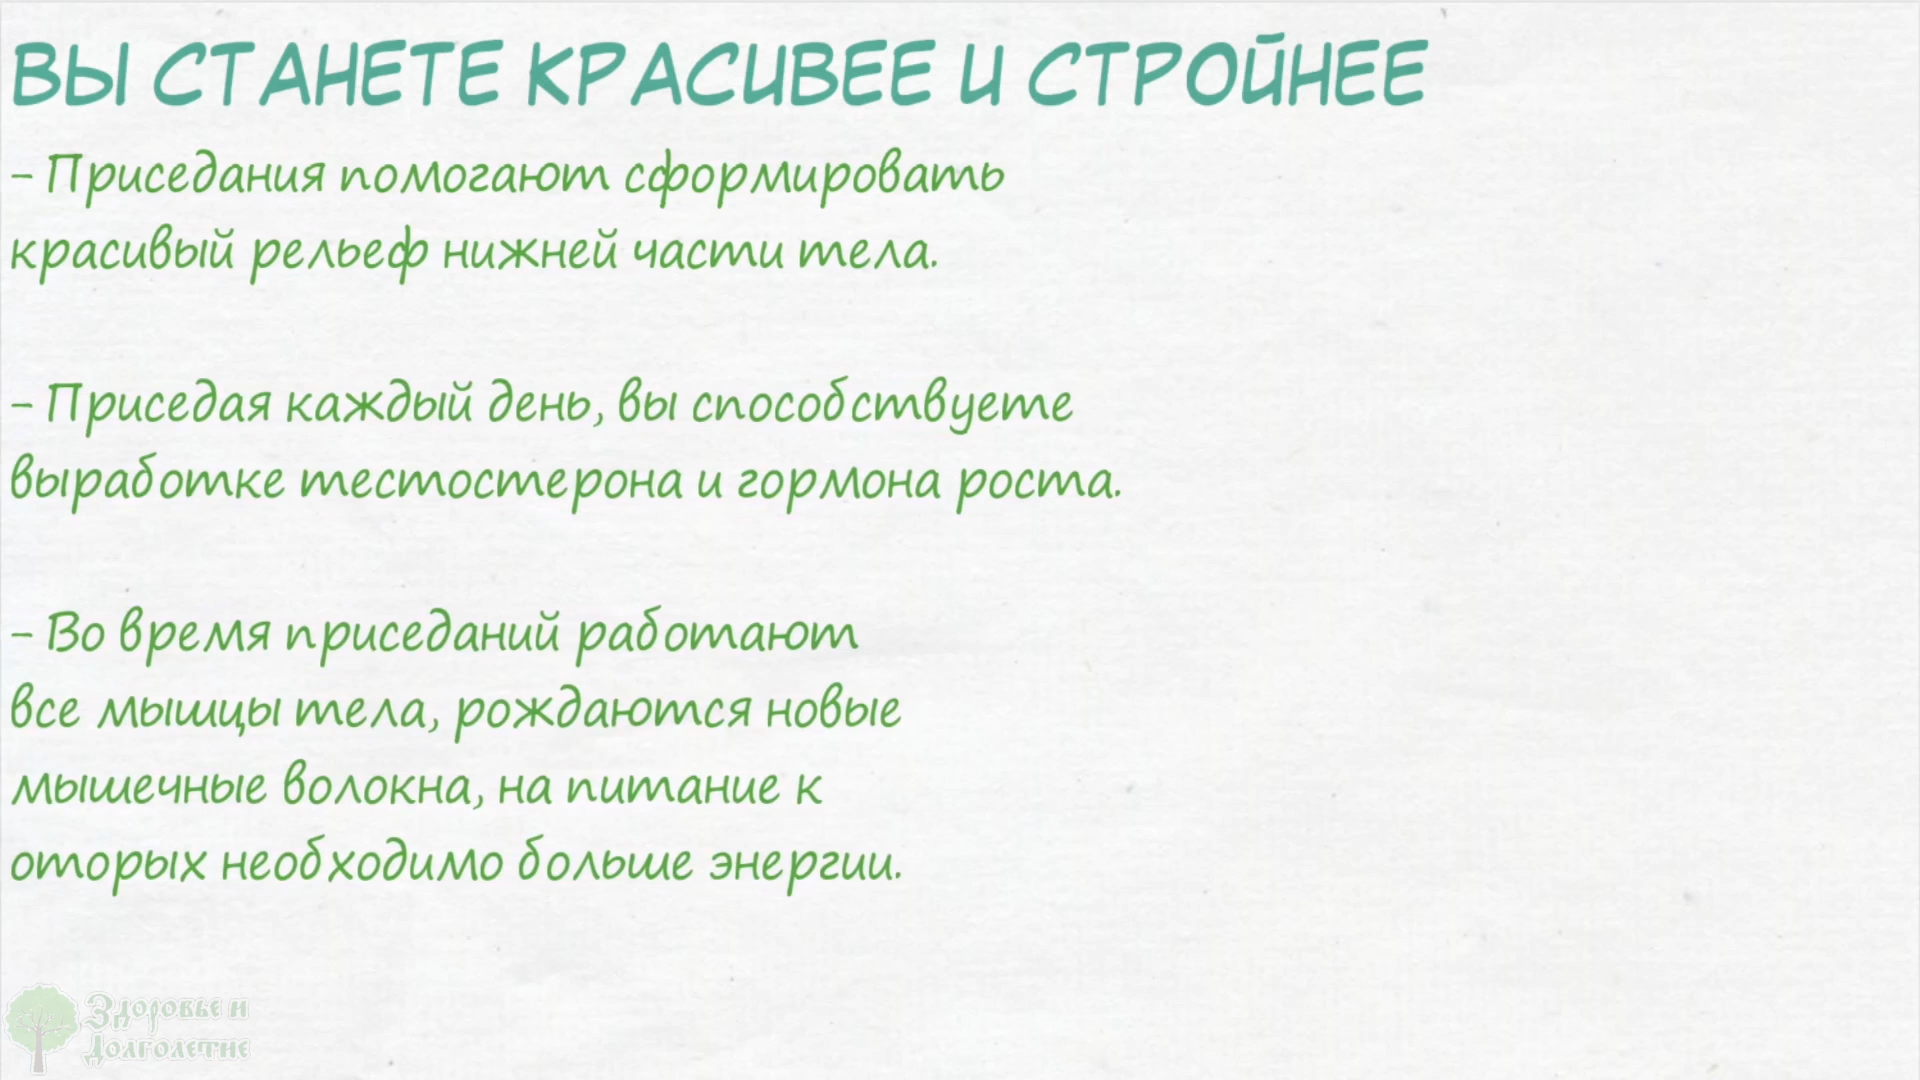 ВЫ СТАНЕТЕ КРАСИВЕЕ И СТРОЙНЕЕ
- Приседания помогают сформировать
красивый рельеф нижней части тела.
- Приседая каждый день, вы способствуете
выработке тестостерона и гормона роста.
- Во время приседаний работают
все мышцы тела, рождаются новые
мышечные волокна, на питание к
оторых необходимо больше энергии.
Здоровье и
Долголетие